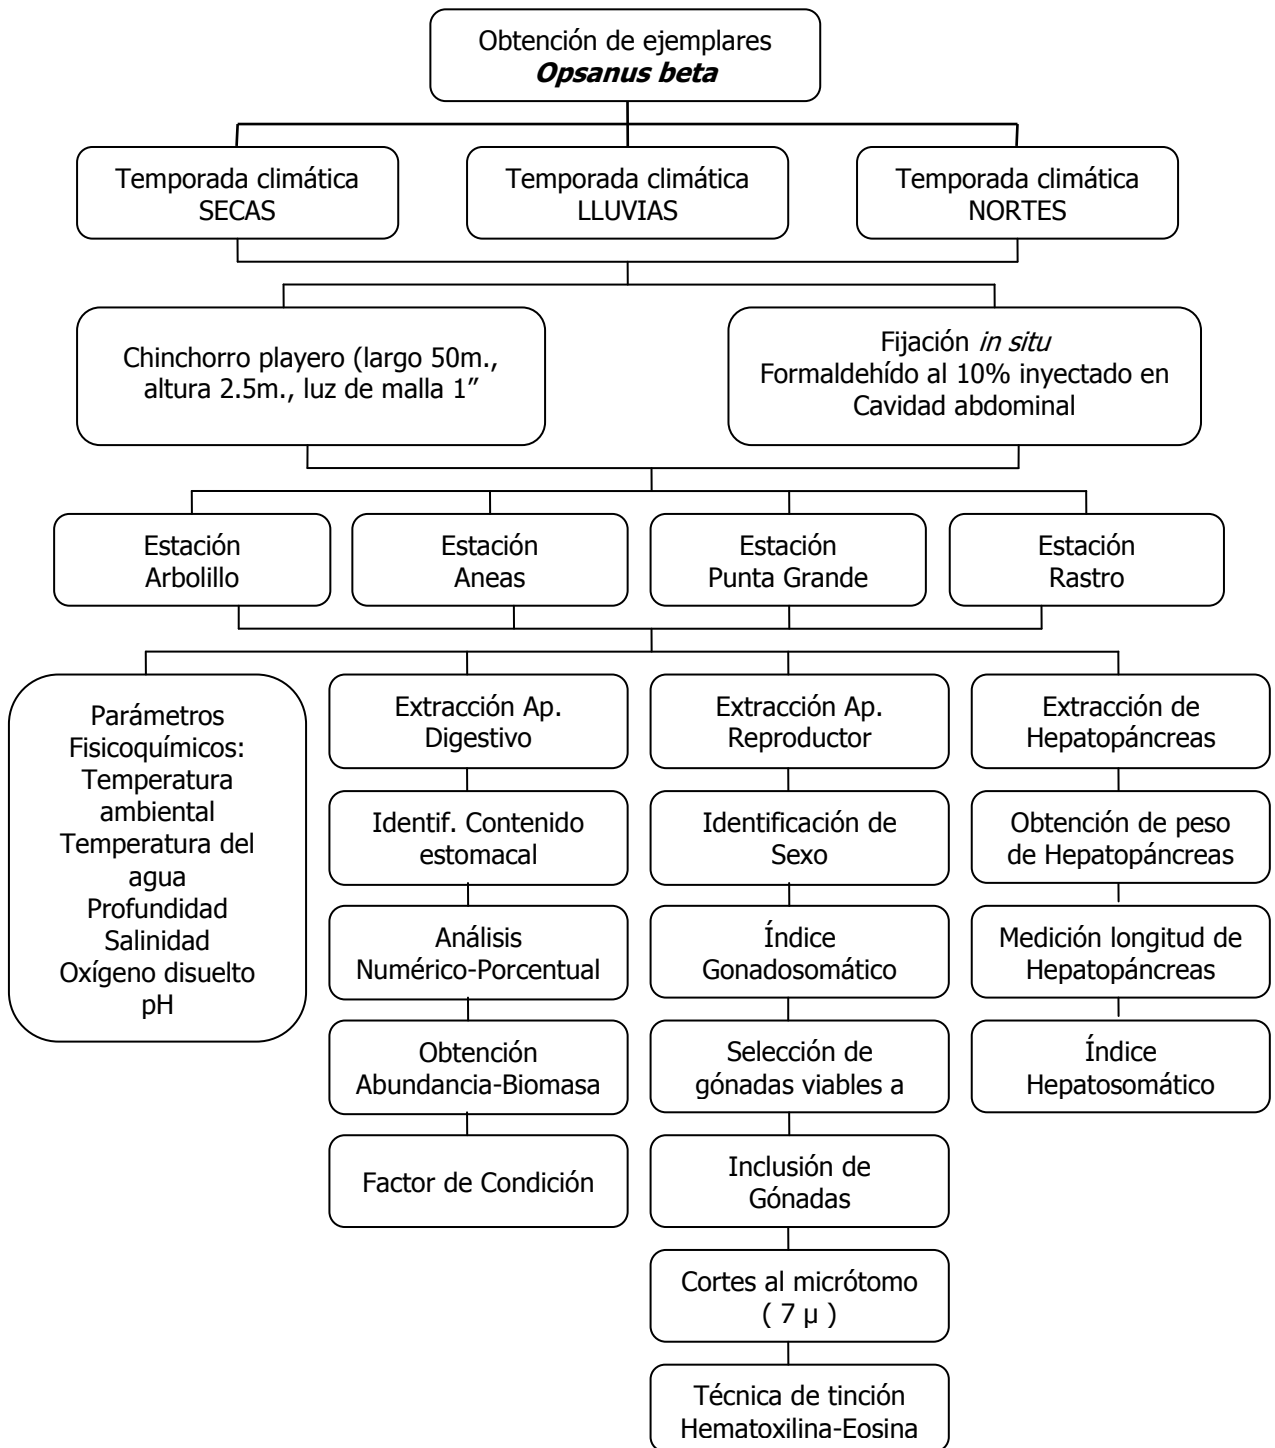 Obtención de ejemplares
Opsanus beta
Temporada climática
SECAS
Temporada climática
LLUVIAS
Temporada climática
NORTES
Chinchorro playero (largo 50m.,
altura 2.5m., luz de malla 1”
Fijación in situ
Formaldehído al 10% inyectado en
Cavidad abdominal
Estación
Arbolillo
Estación
Aneas
Estación
Punta Grande
Estación
Rastro
Parámetros
Fisicoquímicos:
Temperatura
ambiental
Temperatura del
agua
Profundidad
Salinidad
Oxígeno disuelto
pH
Extracción Ap.
Digestivo
Identif. Contenido
estomacal
Análisis
Numérico-Porcentual
Obtención
Abundancia-Biomasa
Factor de Condición
Extracción Ap.
Reproductor
Identificación de
Sexo
Índice
Gonadosomático
Selección de
gónadas viables a
Inclusión de
Gónadas
Cortes al micrótomo
( 7 µ )
Técnica de tinción
Hematoxilina-Eosina
Extracción de
Hepatopáncreas
Obtención de peso
de Hepatopáncreas
Medición longitud de
Hepatopáncreas
Índice
Hepatosomático